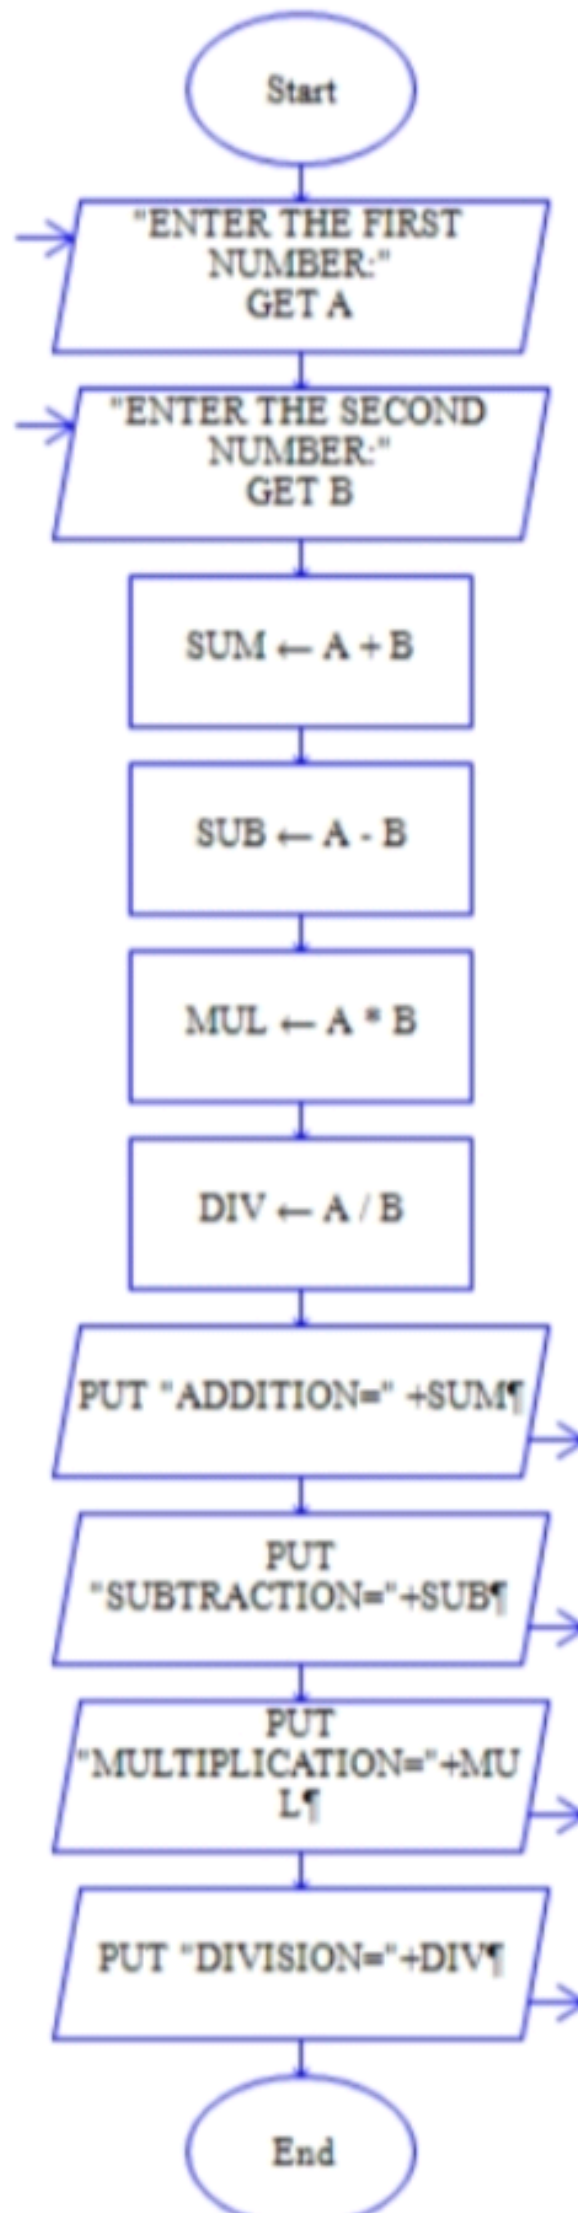 Start
"ENTER THE FIRST
NUMBER:"
GET A
"ENTER THE SECOND
NUMBER:"
GET B
SUM ← A + B
SUB ← A - B
MUL ← A * B
DIV ← A / B
PUT "ADDITION=" +SUM¶
PUT
"SUBTRACTION="+SUB¶
PUT
"MULTIPLICATION="+MU
L¶
PUT "DIVISION="+DIV¶
End